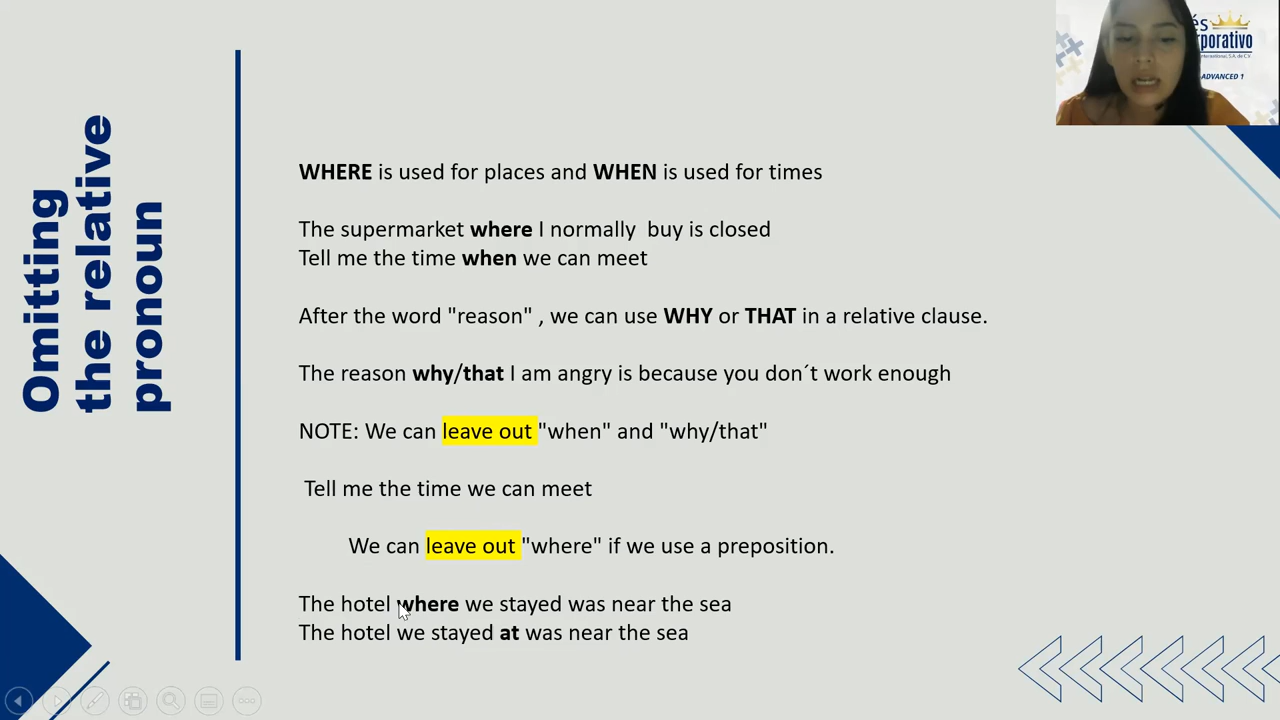 Omitting
the relative
pronoun
WHERE is used for places and WHEN is used for times
The supermarket where I normally  buy is closed
Tell me the time when we can meet
After the word "reason" , we can use WHY or THAT in a relative clause.
The reason why/that I am angry is because you don´t work enough
NOTE: We can leave out "when" and "why/that"
Tell me the time we can meet
We can leave out "where" if we use a preposition.
The hotel where we stayed was near the sea
The hotel we stayed at was near the sea
és
rporativo
ADVANCED 1